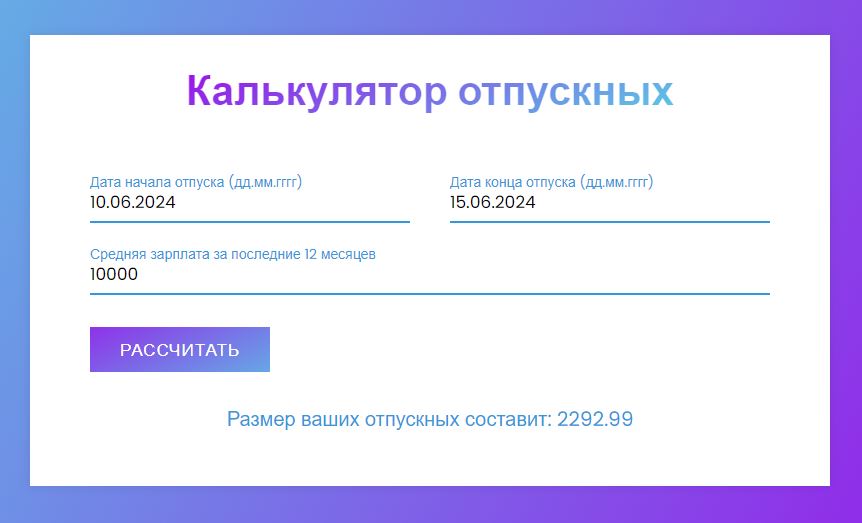 Калькулятор отпускных
Дата начала отпуска (дд.мм.гггг)
10.06.2024
Дата конца отпуска (дд.мм.гггг)
15.06.2024
Средняя зарплата за последние 12 месяцев
10000
РАССЧИТАТЬ
Размер ваших отпускных составит: 2292.99